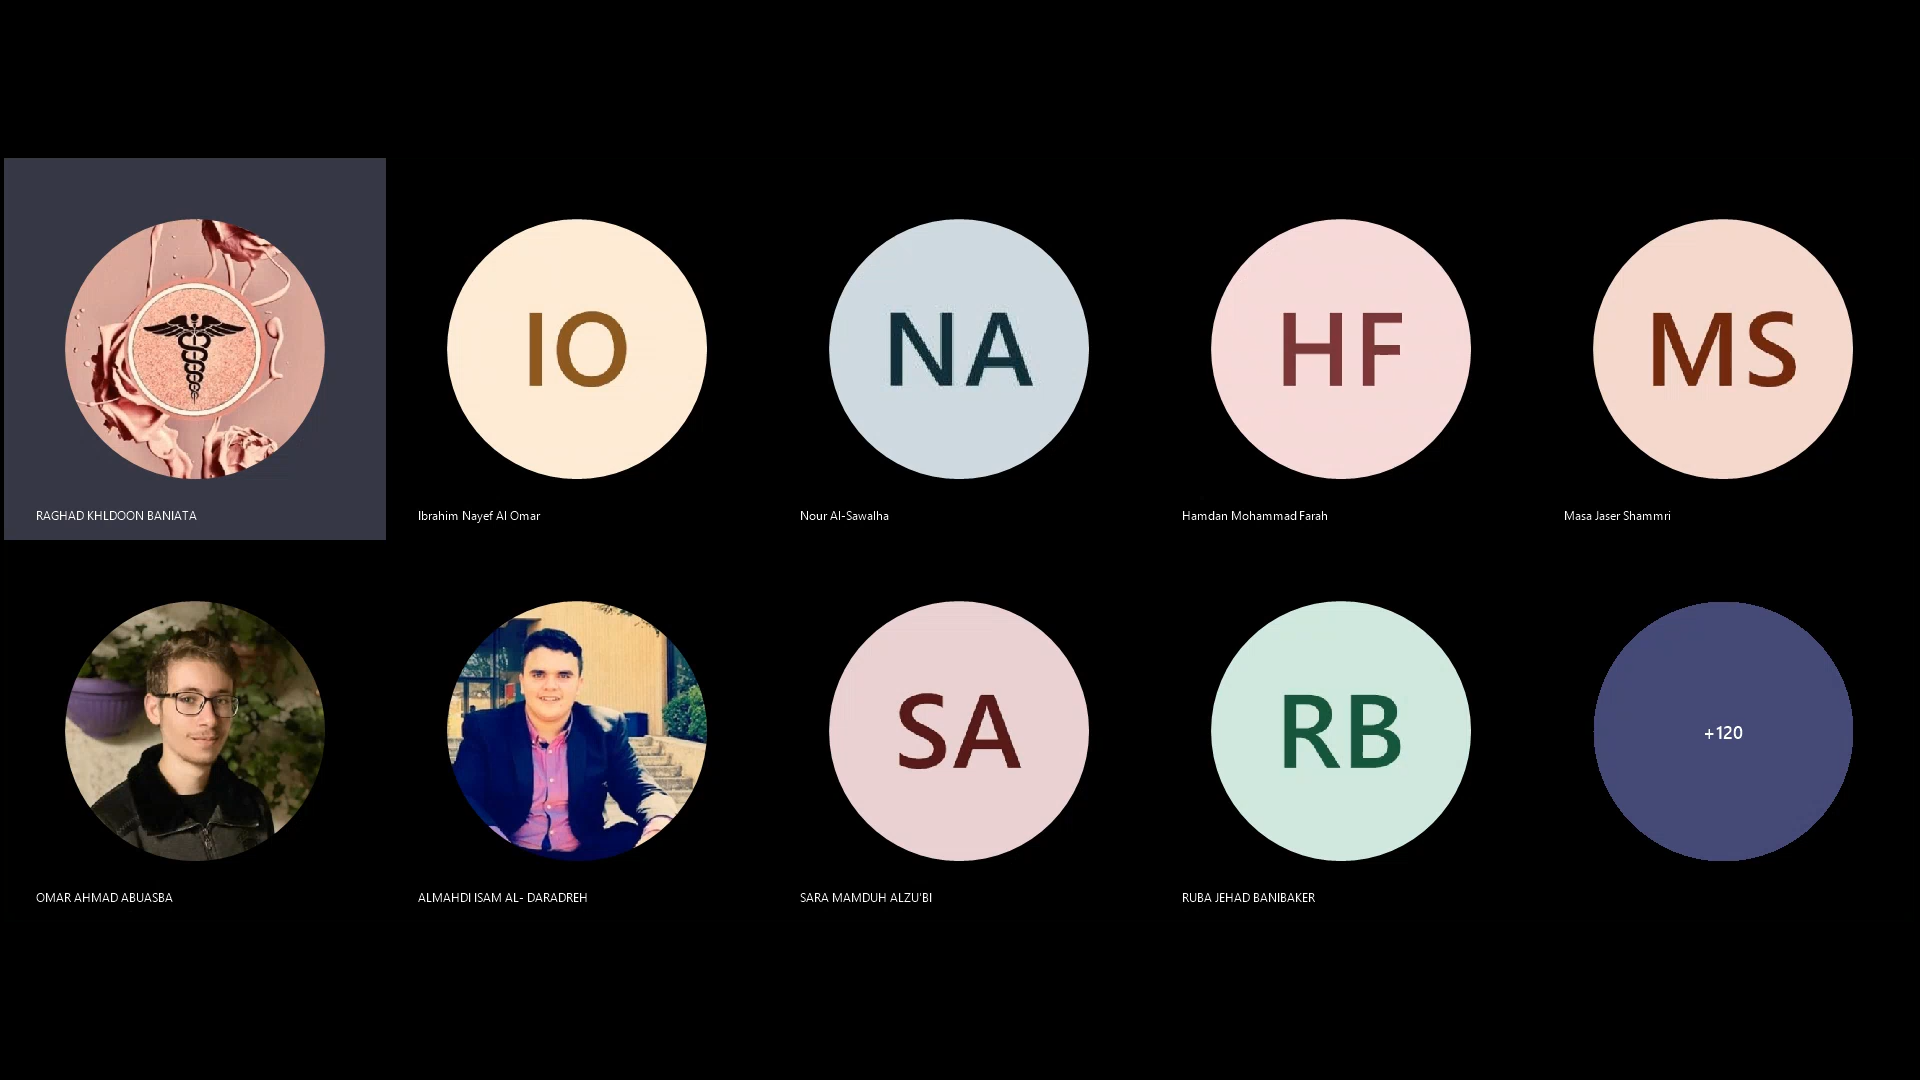 IO
NA
HF
MS
RAGHAD KHLDOON BANIATA
Ibrahim Nayef Al Omar
Nour Al-Sawalha
Hamdan Mohammad Farah
Masa Jaser Shammri
SA
RB
+120
OMAR AHMAD ABUASBA
ALMAHDI ISAM AL- DARADREH
SARA MAMDUH ALZU'BI
RUBA JEHAD BANIBAKER